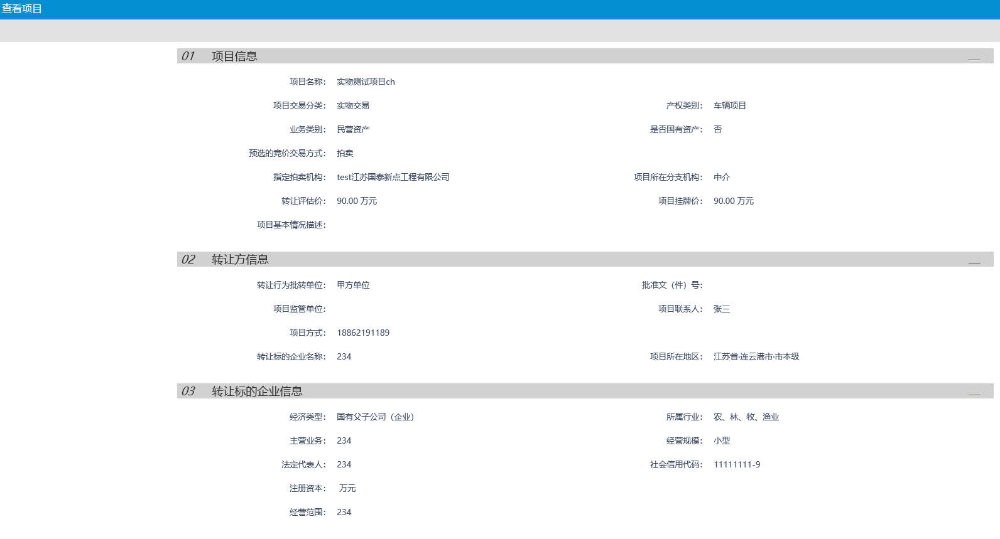 查看项目
01 项目信息
项目名称： 实物测试项目ch
项目交易分类： 实物交易 产权类别： 车辆项目
业务类别： 民营资产 是否国有资产： 否
预选的竞价交易方式： 拍卖
指定拍卖机构： test江苏国泰新点工程有限公司 项目所在分支机构： 中介
转让评估价： 90.00 万元 项目挂牌价： 90.00 万元
项目基本情况描述：
02 转让方信息
转让行为批转单位： 甲方单位 批准文（件）号：
项目监管单位： 项目联系人： 张三
项目方式： 18862191189
转让标的企业名称： 234 项目所在地区： 江苏省·连云港市·市本级
03 转让标的企业信息
经济类型： 国有父子公司（企业） 所属行业： 农、林、牧、渔业
主营业务： 234 经营规模： 小型
法定代表人： 234 社会信用代码： 11111111-9
注册资本： 万元
经营范围： 234